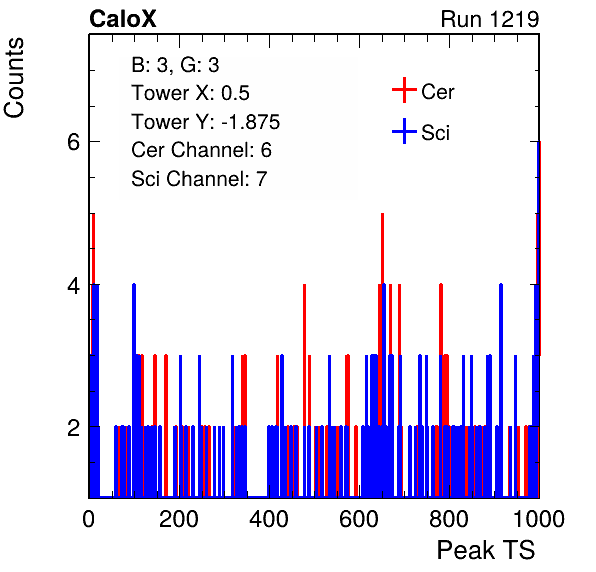 CaloX Run 1219
Counts
B: 3, G: 3
Tower X: 0.5
Tower Y: -1.875
Cer Channel: 6
Sci Channel: 7
Cer
Sci
6
4
2
0 200 400 600 800 1000
Peak TS